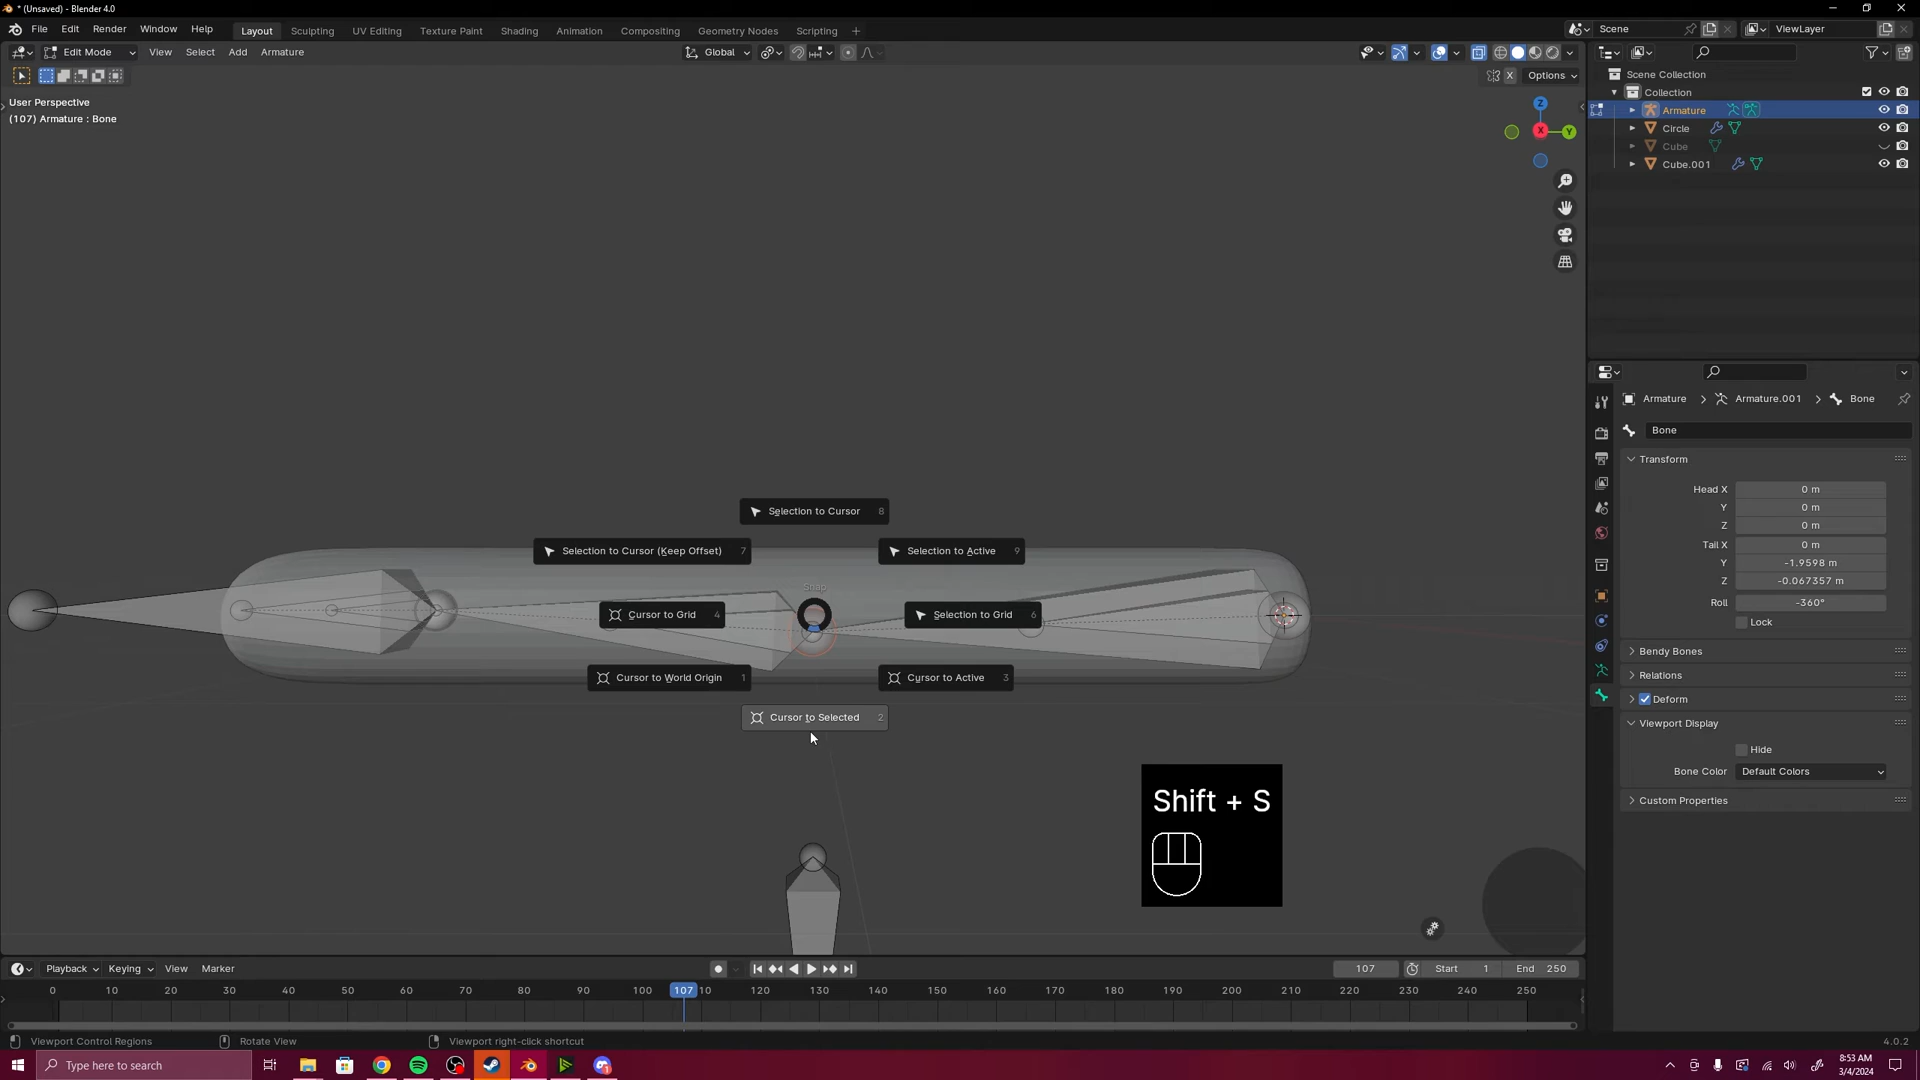 * (Unsaved) - Blender 4.0
File Edit Render Window Help
Layout Sculpting UV Editing Texture Paint Shading Animation Compositing Geometry Nodes Scripting +
Scene
ViewLayer
Edit Mode View Select Add Armature
Global
X Options
User Perspective
(107) Armature : Bone
Z
X
Y
Scene Collection
Collection
Armature
Circle
Cube
Cube.001
Armature > Armature.001 > Bone
Bone
Transform
Head X 0 m
Y 0 m
Z 0 m
Tail X 0 m
Y -1.9598 m
Z -0.067357 m
Roll -360°
Lock
Bendy Bones
Relations
Deform
Viewport Display
Hide
Bone Color Default Colors
Custom Properties
Selection to Cursor 8
Selection to Cursor (Keep Offset) 7
Selection to Active 9
Snap
Cursor to Grid 4
Selection to Grid 6
Cursor to World Origin 1
Cursor to Active 3
Cursor to Selected 2
Shift + S
Playback Keying View Marker
107 Start 1 End 250
0 10 20 30 40 50 60 70 80 90 100 107 10 120 130 140 150 160 170 180 190 200 210 220 230 240 250
Viewport Control Regions Rotate View Viewport right-click shortcut 4.0.2
Type here to search
8:53 AM
3/4/2024